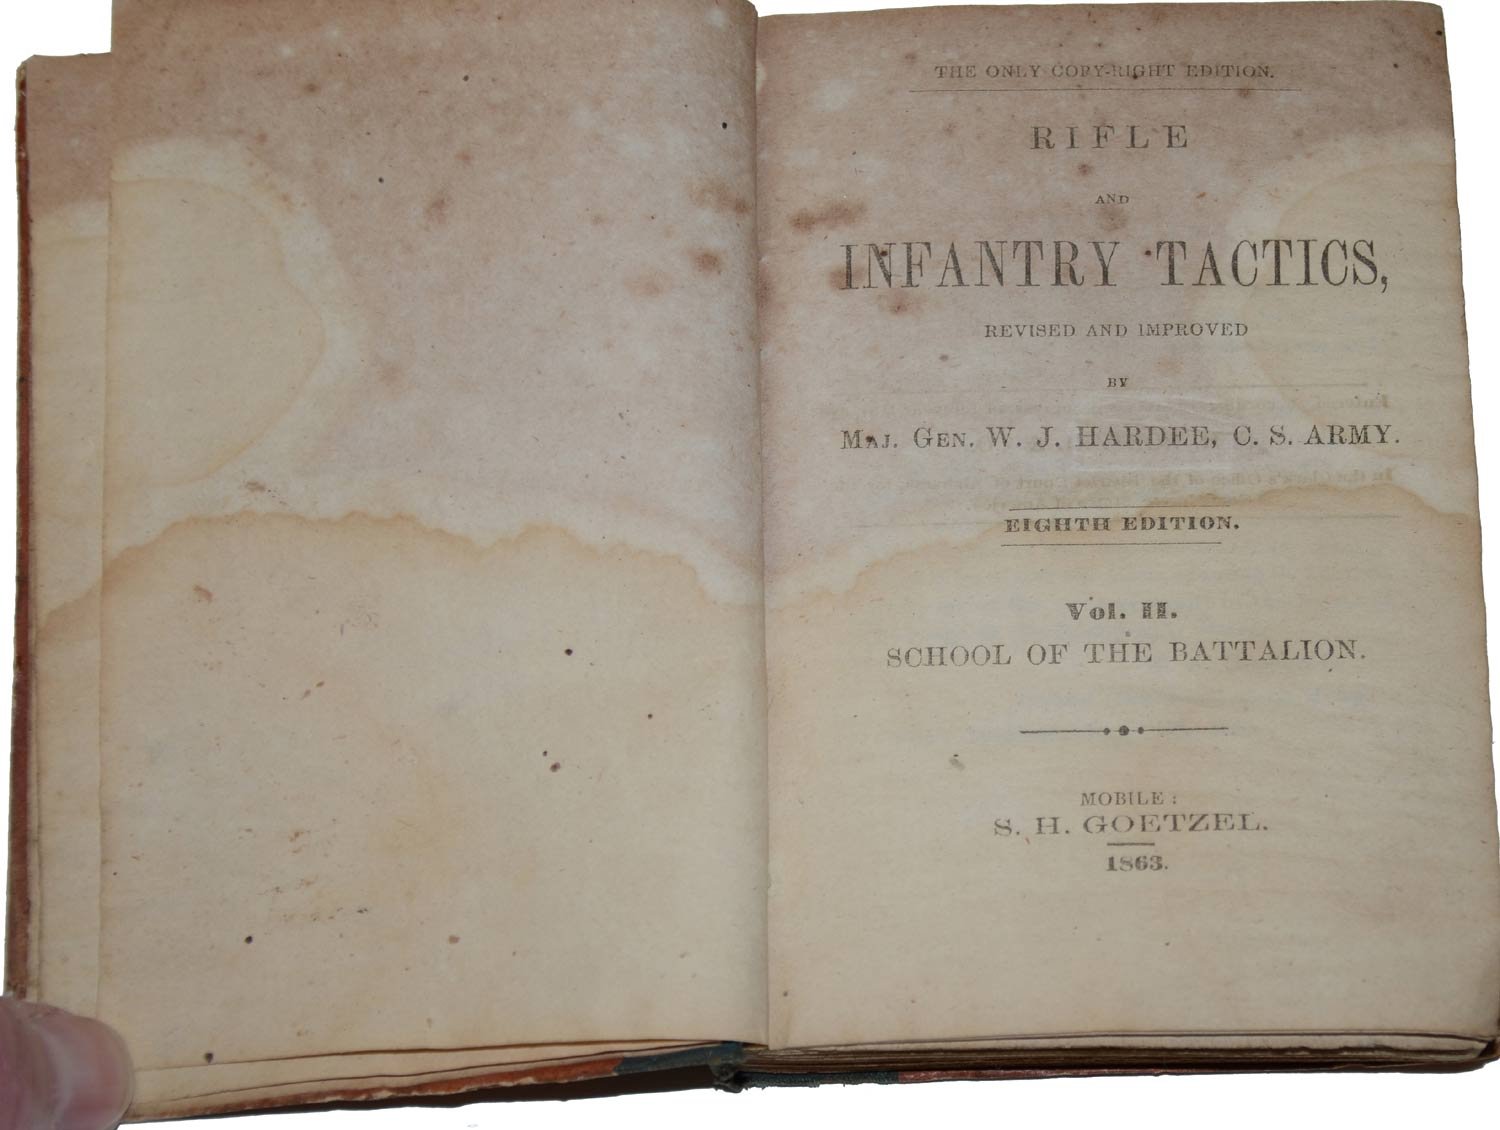 THE ONLY COPY-RIGHT EDITION.
RIFLE
AND
INFANTRY TACTICS,
REVISED AND IMPROVED
BY
MAJ. GEN. W. J. HARDEE, C. S. ARMY.
EIGHTH EDITION.
Vol. II.
SCHOOL OF THE BATTALION.
MOBILE:
S. H. GOETZEL.
1863.